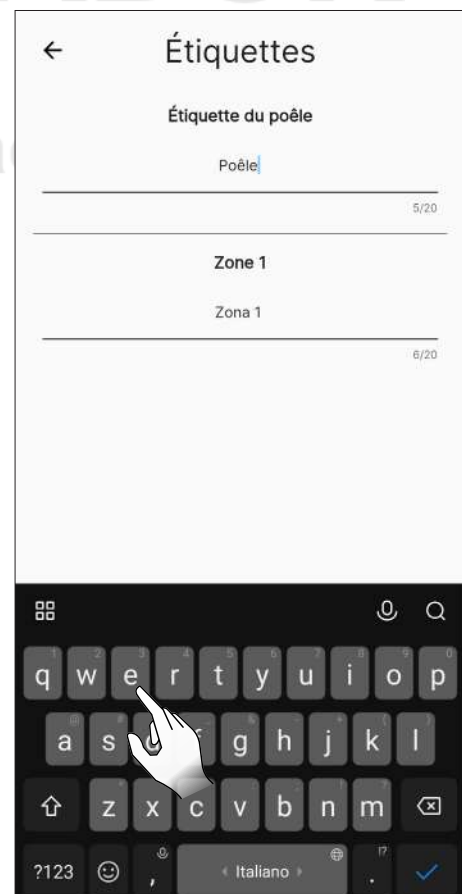 Étiquettes
Étiquette du poêle
Poêle
5/20
Zone 1
Zona 1
6/20
q w e r t y u i o p
a s d f g h j k l
z x c v b n m
?123 , Italiano .